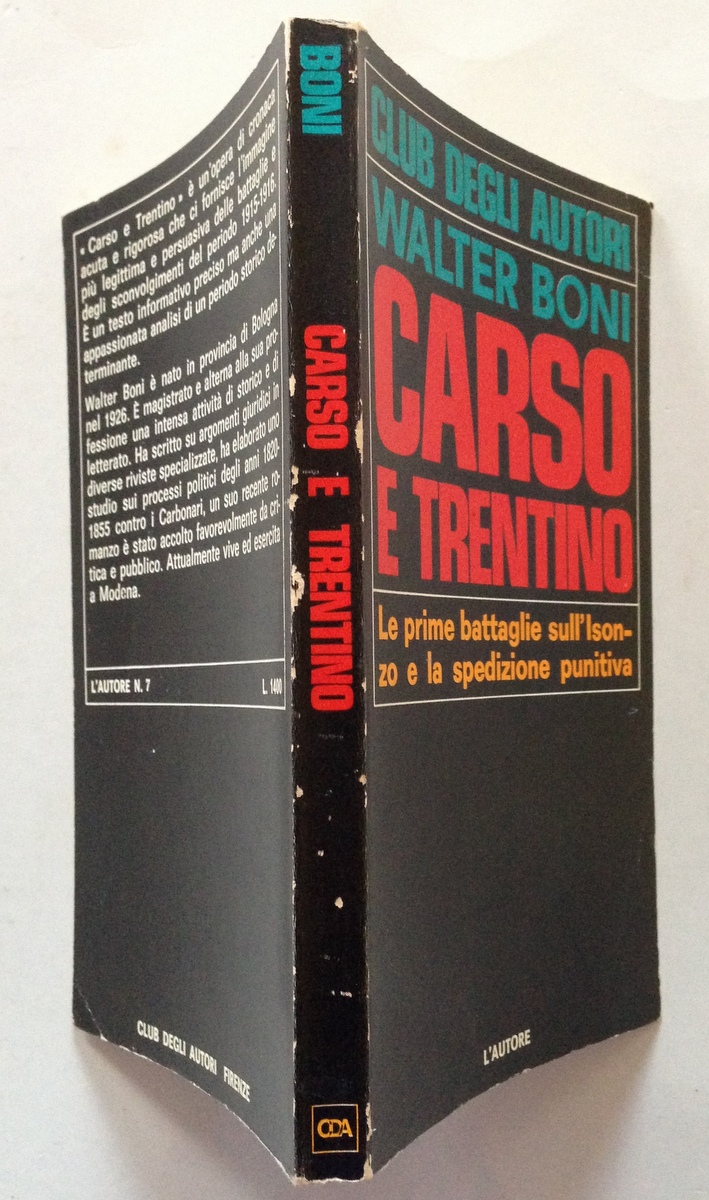 « Carso e Trentino » è un'opera di cronaca
acuta e rigorosa che ci fornisce l'immagine
più legittima e persuasiva delle battaglie e
degli sconvolgimenti del periodo 1915-1916.
È un testo informativo preciso ma anche una
appassionata analisi di un periodo storico de-
terminante.
Walter Boni è nato in provincia di Bologna
nel 1926. È magistrato e alterna alla sua pro-
fessione una intensa attività di storico e di
letterato. Ha scritto su argomenti giuridici in
diverse riviste specializzate, ha elaborato uno
studio sui processi politici degli anni 1820-
1855 contro i Carbonari, un suo recente ro-
manzo è stato accolto favorevolmente da cri-
tica e pubblico. Attualmente vive ed esercita
a Modena.
L'AUTORE N. 7 L. 1400
CLUB DEGLI AUTORI FIRENZE
BONI
CARSO E TRENTINO
CDA
CLUB DEGLI AUTORI
WALTER BONI
CARSO
E TRENTINO
Le prime battaglie sull'Ison-
zo e la spedizione punitiva
L'AUTORE